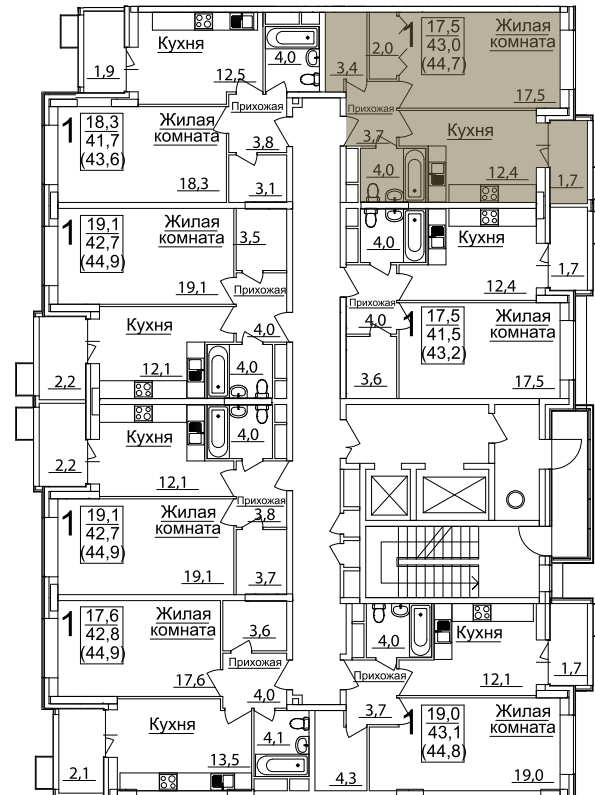 Кухня
1,9
12,5
4,0
Прихожая
3,8
3,1
1
18,3
41,7
(43,6)
Жилая
комната
18,3
3,4
2,0
1
17,5
43,0
(44,7)
Жилая
комната
17,5
Прихожая
3,7
Кухня
4,0
12,4
1,7
1
19,1
42,7
(44,9)
Жилая
комната
3,5
19,1
Прихожая
4,0
Кухня
12,1
4,0
2,2
4,0
Кухня
12,4
1,7
Прихожая
4,0
1
17,5
41,5
(43,2)
Жилая
комната
3,6
17,5
2,2
Кухня
4,0
12,1
Прихожая
3,8
1
19,1
42,7
(44,9)
Жилая
комната
19,1
3,7
1
17,6
42,8
(44,9)
Жилая
комната
3,6
17,6
Прихожая
4,0
Кухня
2,1
13,5
4,1
4,0
Кухня
12,1
1,7
Прихожая
3,7
1
19,0
43,1
(44,8)
Жилая
комната
4,3
19,0